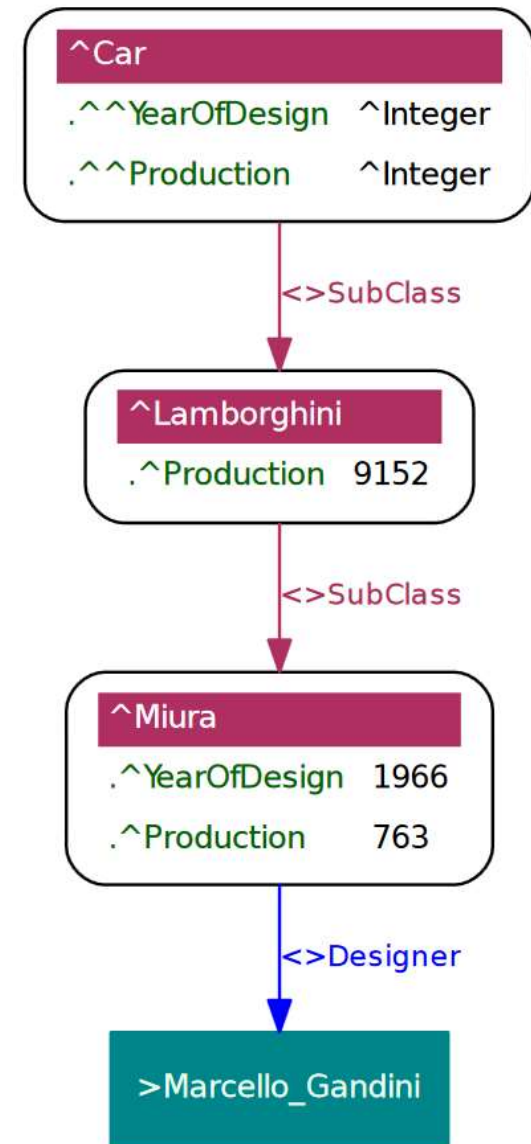 ^Car
.^^YearOfDesign ^Integer
.^^Production ^Integer
<>SubClass
^Lamborghini
.^Production 9152
<>SubClass
^Miura
.^YearOfDesign 1966
.^Production 763
<>Designer
>Marcello_Gandini